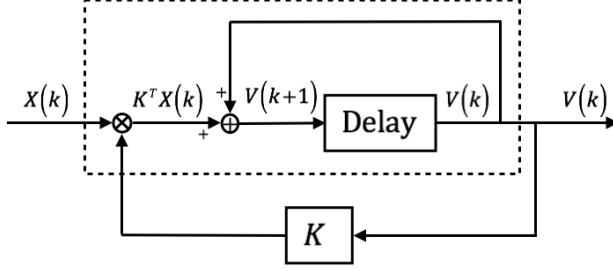 X(k) K^T X(k) + V(k+1) V(k) V(k)
+
Delay
K